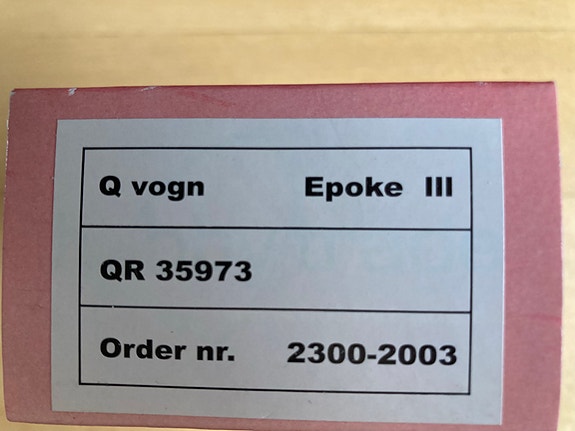 Q vogn Epoke III
QR 35973
Order nr. 2300-2003